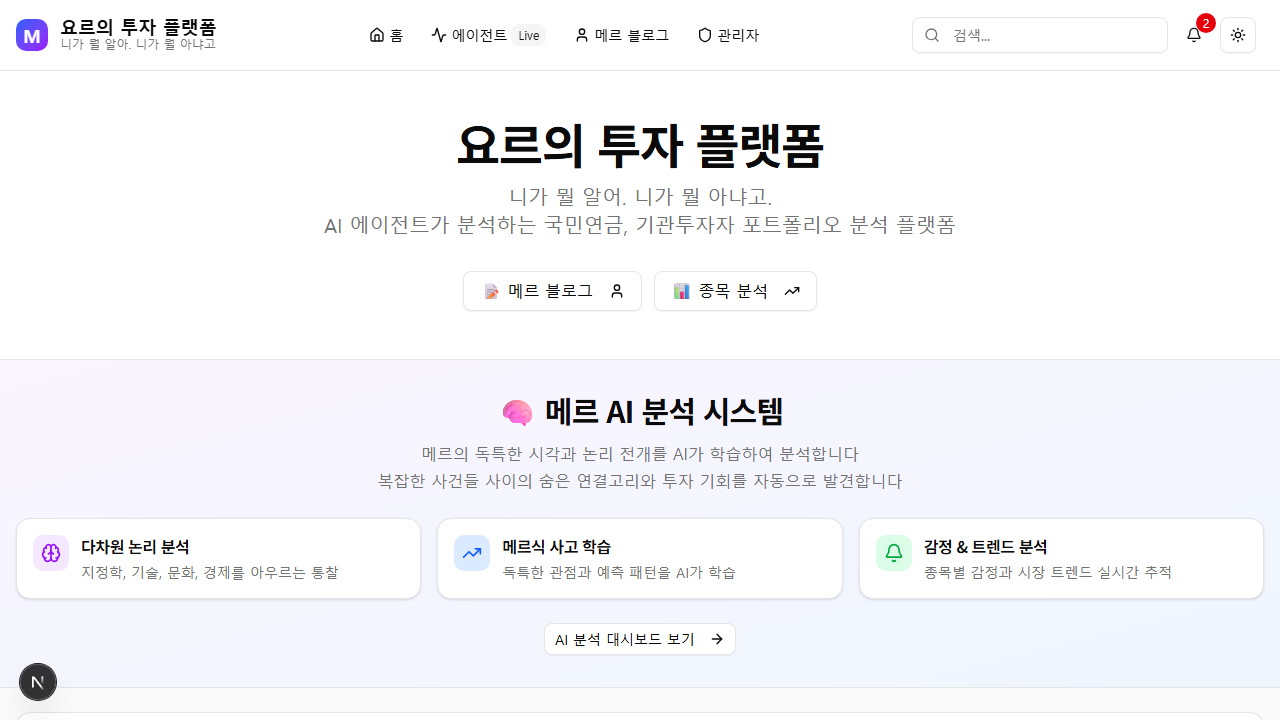 M
요르의 투자 플랫폼
니가 뭘 알아. 니가 뭘 아냐고
홈
에이전트 Live
메르 블로그
관리자
검색...
2
요르의 투자 플랫폼
니가 뭘 알어. 니가 뭘 아냐고.
AI 에이전트가 분석하는 국민연금, 기관투자자 포트폴리오 분석 플랫폼
메르 블로그
종목 분석
메르 AI 분석 시스템
메르의 독특한 시각과 논리 전개를 AI가 학습하여 분석합니다
복잡한 사건들 사이의 숨은 연결고리와 투자 기회를 자동으로 발견합니다
다차원 논리 분석
지정학, 기술, 문화, 경제를 아우르는 통찰
메르식 사고 학습
독특한 관점과 예측 패턴을 AI가 학습
감정 & 트렌드 분석
종목별 감정과 시장 트렌드 실시간 추적
AI 분석 대시보드 보기
N